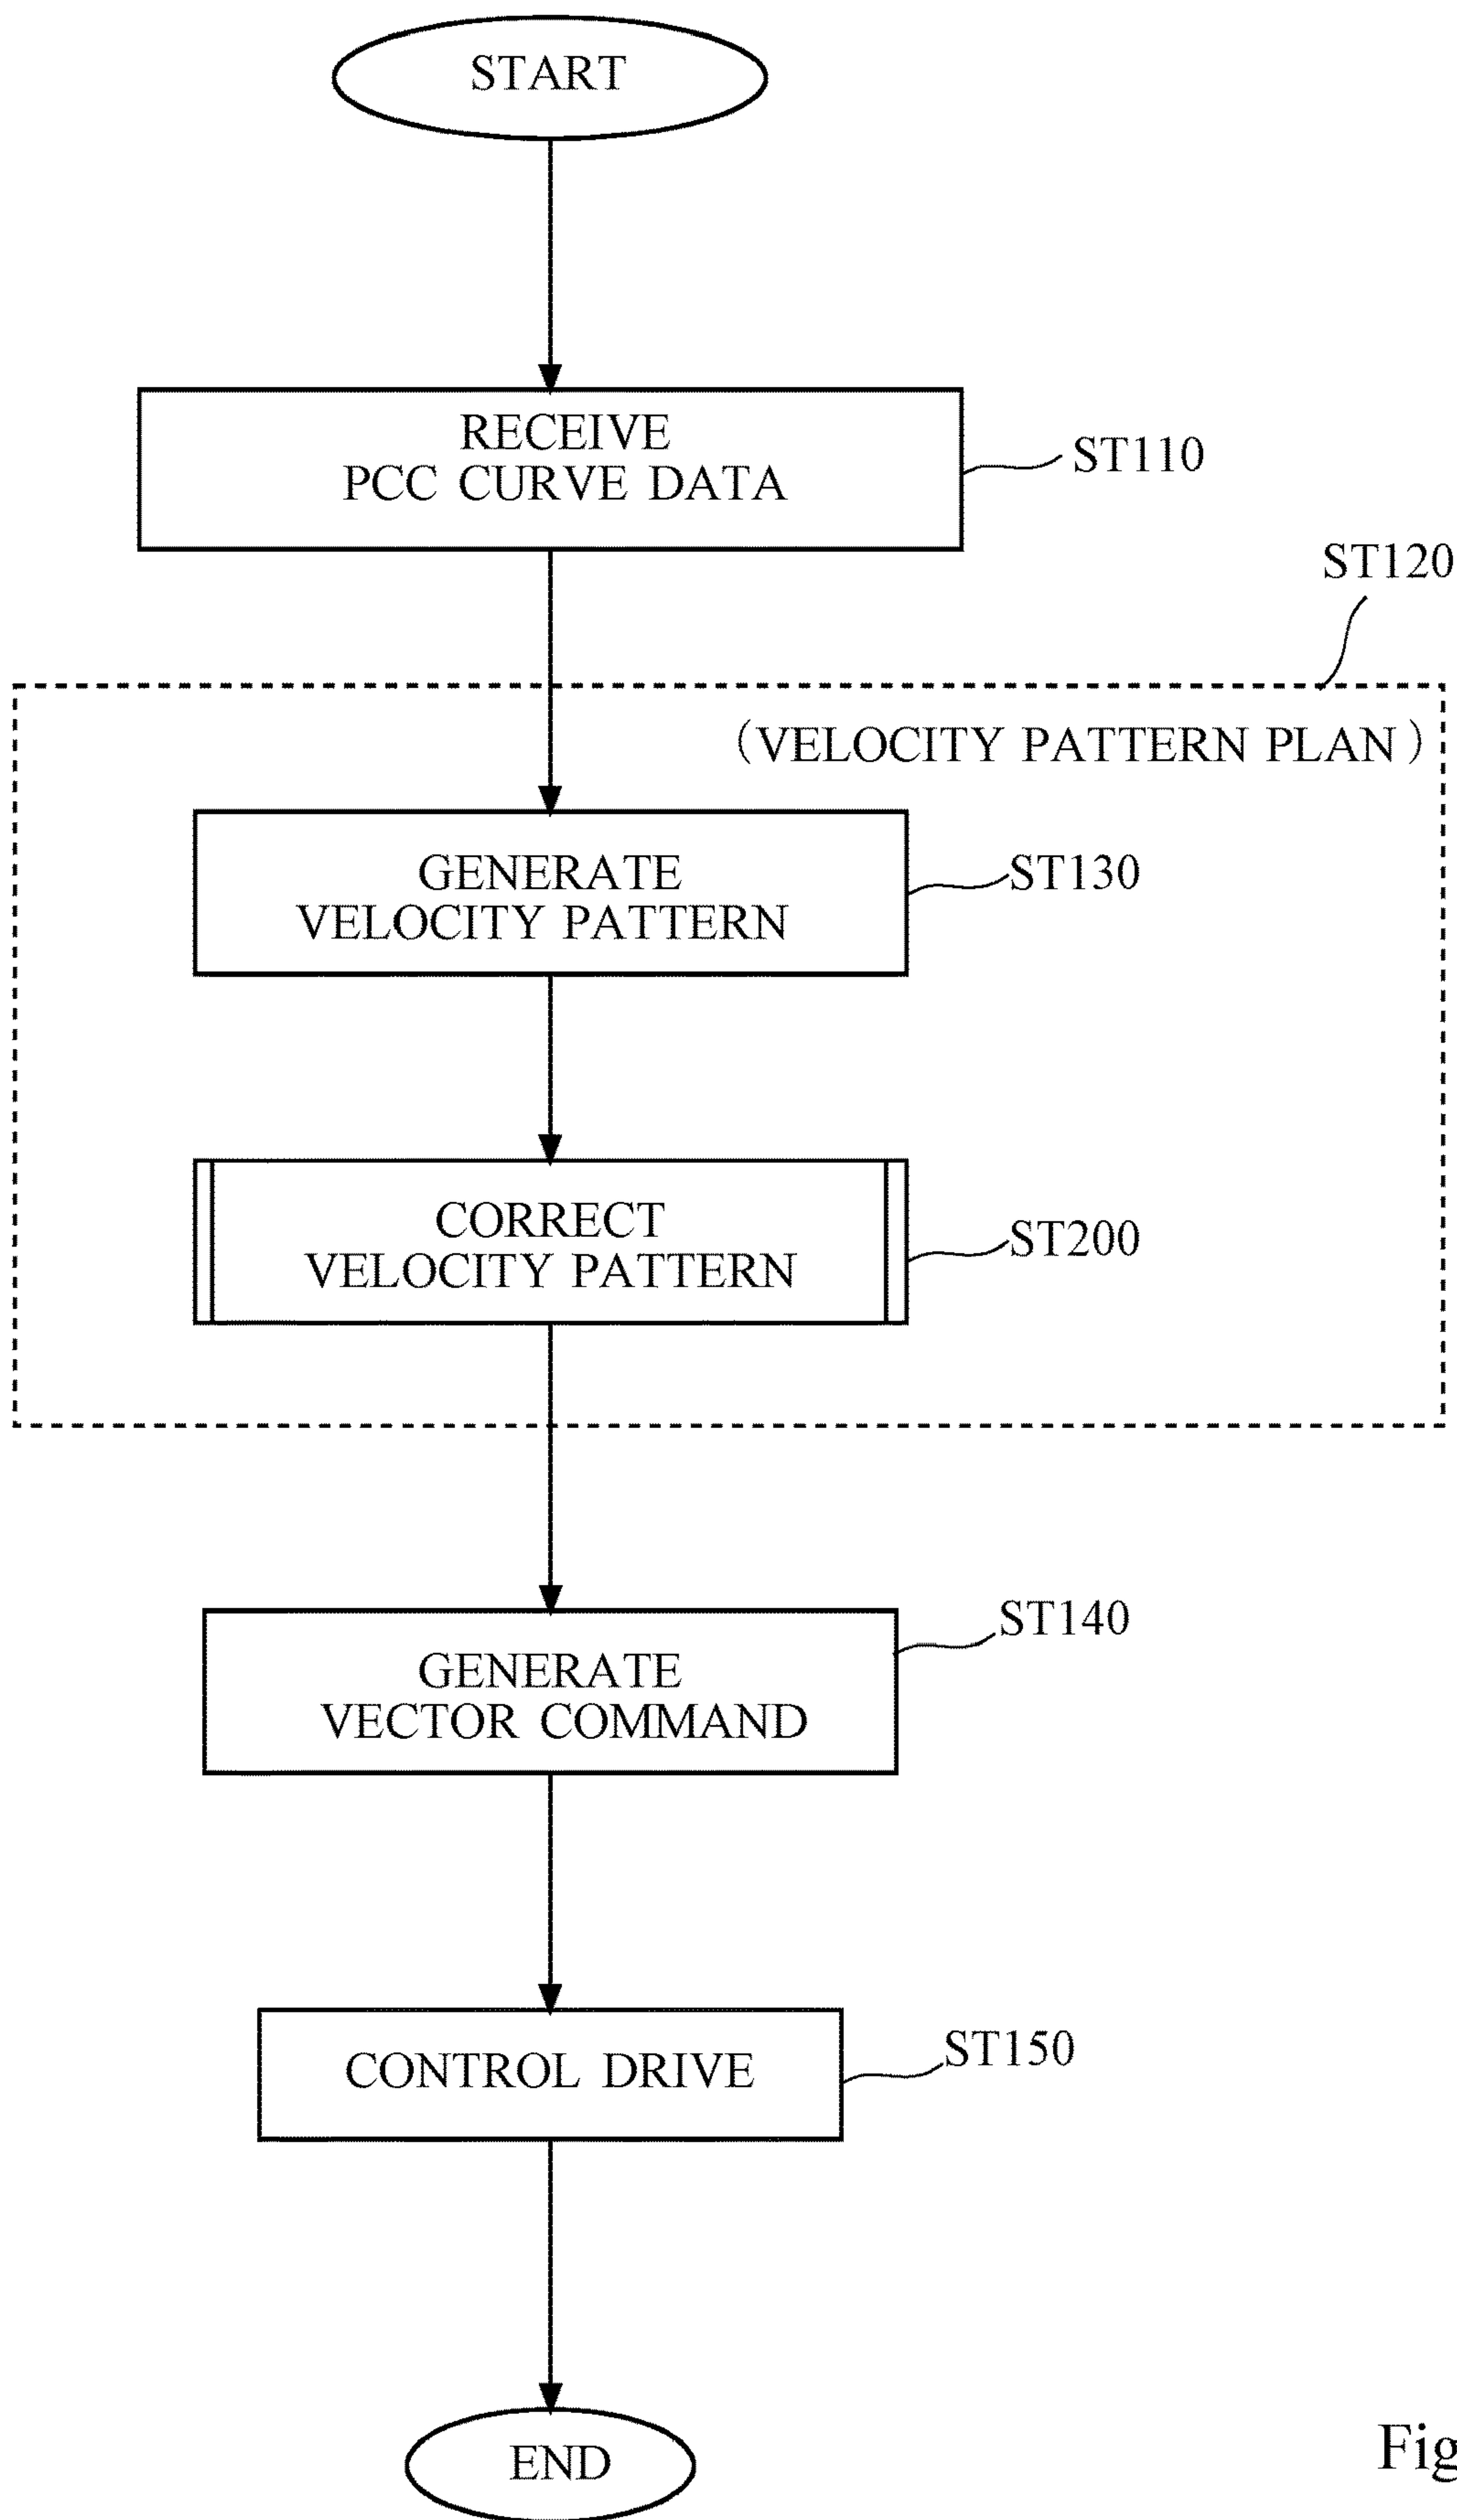 START
RECEIVE
PCC CURVE DATA
ST110
ST120
(VELOCITY PATTERN PLAN)
GENERATE
VELOCITY PATTERN
ST130
CORRECT
VELOCITY PATTERN
ST200
GENERATE
VECTOR COMMAND
ST140
CONTROL DRIVE
ST150
END
Fig